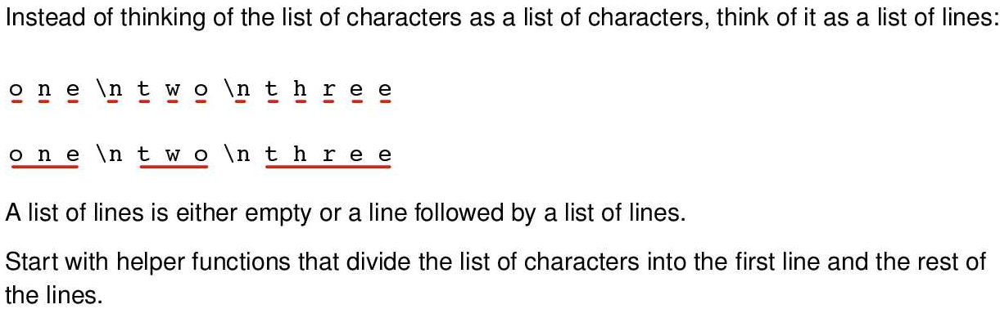 Instead of thinking of the list of characters as a list of characters, think of it as a list of lines:
o n e \n t w o \n t h r e e
o n e \n t w o \n t h r e e
A list of lines is either empty or a line followed by a list of lines.
Start with helper functions that divide the list of characters into the first line and the rest of
the lines.